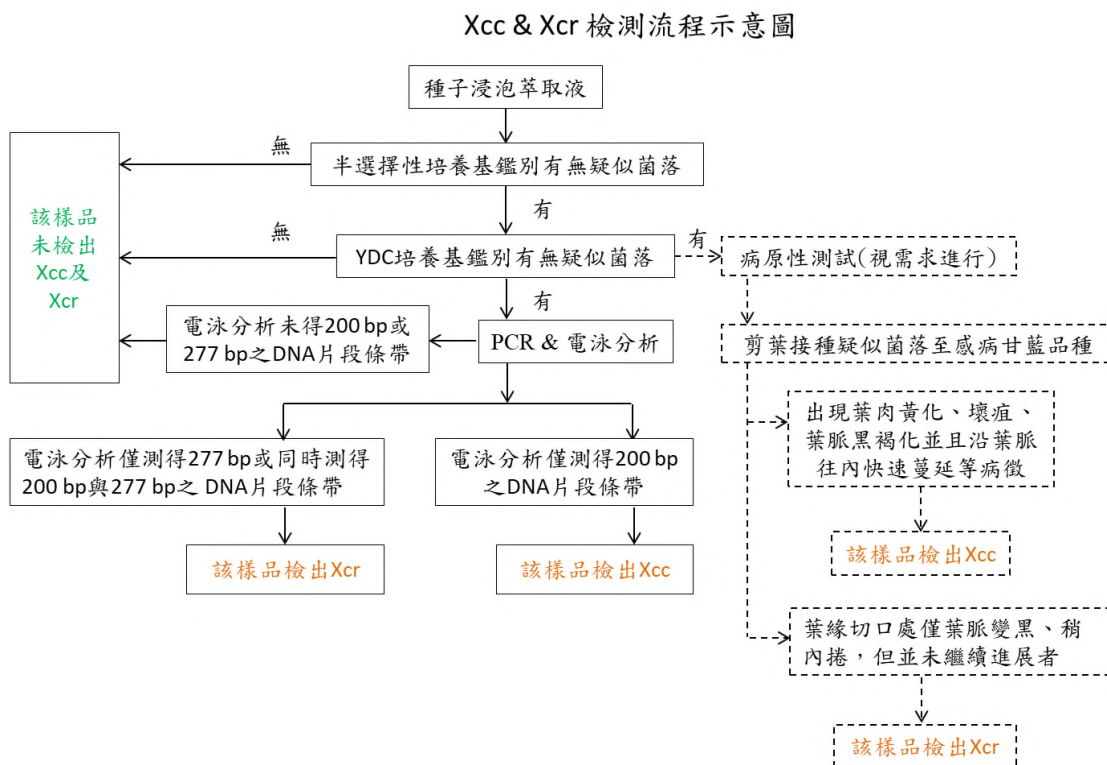 Xcc & Xcr 檢測流程示意圖
種子浸泡萃取液
無
半選擇性培養基鑑別有無疑似菌落
該樣品
未檢出
Xcc及
Xcr
有
無
YDC培養基鑑別有無疑似菌落
有
病原性測試(視需求進行)
有
電泳分析未得200 bp或
277 bp之DNA片段條帶
PCR & 電泳分析
剪葉接種疑似菌落至感病甘藍品種
出現葉肉黃化、壞疽、
葉脈黑褐化並且沿葉脈
往內快速蔓延等病徵
電泳分析僅測得277 bp或同時測得
200 bp與277 bp之 DNA片段條帶
電泳分析僅測得200 bp
之DNA片段條帶
該樣品檢出Xcc
該樣品檢出Xcr
該樣品檢出Xcc
葉緣切口處僅葉脈變黑、稍
內捲，但並未繼續進展者
該樣品檢出Xcr